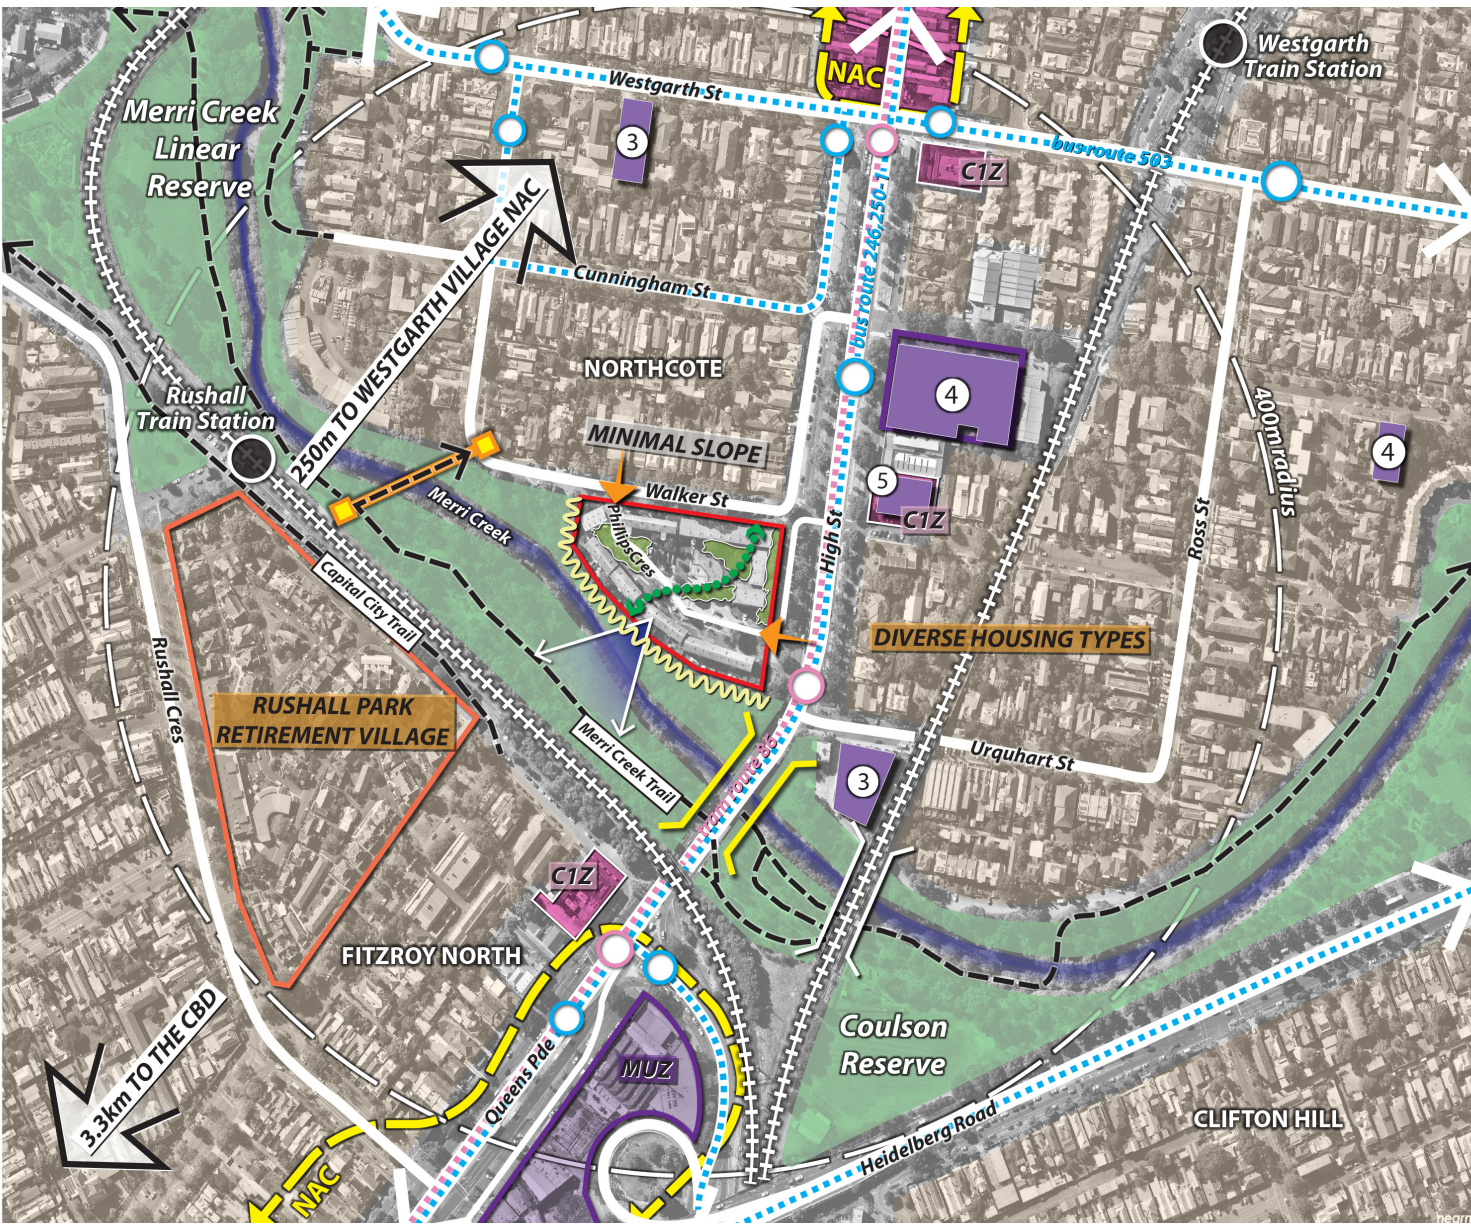 Westgarth
Train Station
NAC
Westgarth St
Merri Creek
Linear
Reserve
3
bus route 503
C1Z
250m TO WESTGARTH VILLAGE NAC
bus route 246,250-1
Cunningham St
NORTHCOTE
4
Rushall
Train Station
400m radius
4
MINIMAL SLOPE
5
C1Z
Walker St
Merri Creek
Phillips Cres
High St
Ross St
Capital City Trail
DIVERSE HOUSING TYPES
Rushall Cres
RUSHALL PARK
RETIREMENT VILLAGE
Merri Creek Trail
tram route 86
Urquhart St
3
C1Z
FITZROY NORTH
3.3km TO THE CBD
Coulson
Reserve
MUZ
Queens Pde
CLIFTON HILL
Heidelberg Road
NAC